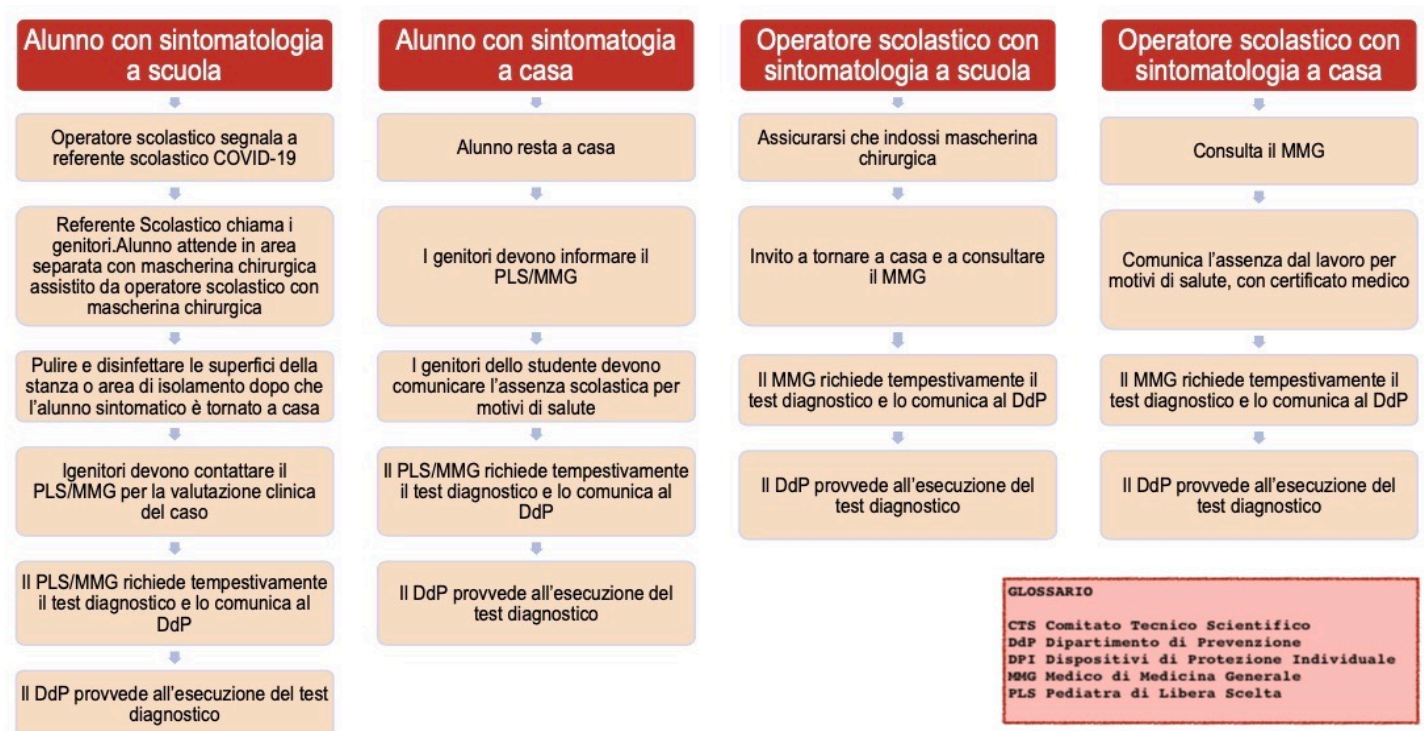 Alunno con sintomatologia
a scuola
Operatore scolastico segnala a
referente scolastico COVID-19
Referente Scolastico chiama i
genitori.Alunno attende in area
separata con mascherina chirurgica
assistito da operatore scolastico con
mascherina chirurgica
Pulire e disinfettare le superfici della
stanza o area di isolamento dopo che
l'alunno sintomatico è tornato a casa
Igenitori devono contattare il
PLS/MMG per la valutazione clinica
del caso
Il PLS/MMG richiede tempestivamente
il test diagnostico e lo comunica al
DdP
Il DdP provvede all'esecuzione del test
diagnostico
Alunno con sintomatogia
a casa
Alunno resta a casa
I genitori devono informare il
PLS/MMG
I genitori dello studente devono
comunicare l'assenza scolastica per
motivi di salute
Il PLS/MMG richiede tempestivamente
il test diagnostico e lo comunica al
DdP
Il DdP provvede all'esecuzione del
test diagnostico
Operatore scolastico con
sintomatologia a scuola
Assicurarsi che indossi mascherina
chirurgica
Invito a tornare a casa e a consultare
il MMG
Il MMG richiede tempestivamente il
test diagnostico e lo comunica al DdP
Il DdP provvede all'esecuzione del
test diagnostico
Operatore scolastico con
sintomatologia a casa
Consulta il MMG
Comunica l'assenza dal lavoro per
motivi di salute, con certificato medico
Il MMG richiede tempestivamente il
test diagnostico e lo comunica al DdP
Il DdP provvede all'esecuzione del
test diagnostico
GLOSSARIO
CTS Comitato Tecnico Scientifico
DdP Dipartimento di Prevenzione
DPI Dispositivi di Protezione Individuale
MMG Medico di Medicina Generale
PLS Pediatra di Libera Scelta